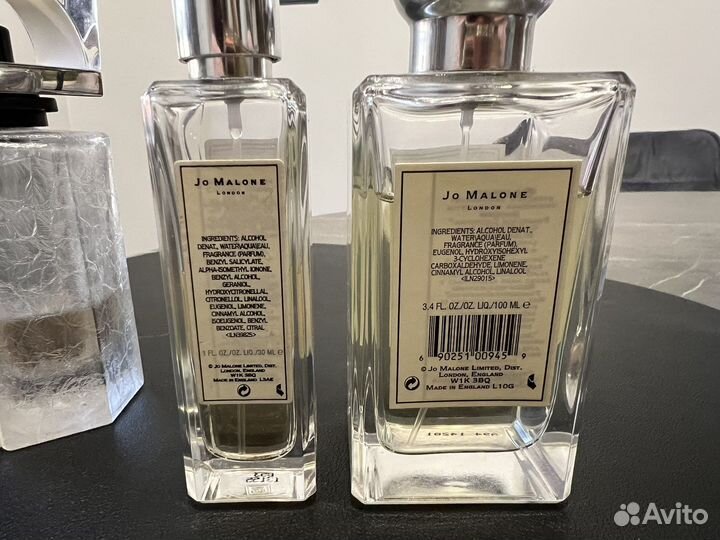 JO MALONE
LONDON
INGREDIENTS: ALCOHOL
DENAT., WATER\AQUA\EAU,
FRAGRANCE (PARFUM),
BENZYL SALICYLATE,
ALPHA-ISOMETHYL IONONE,
BENZYL ALCOHOL,
GERANIOL,
HYDROXYCITRONELLAL,
CITRONELLOL, LINALOOL,
EUGENOL, LIMONENE,
CINNAMYL ALCOHOL,
ISOEUGENOL, BENZYL
BENZOATE, CITRAL
<ILN39825>
1 FL. OZ./OZ. LIQ./30 ML e
© JO MALONE LIMITED, DIST.
LONDON, ENGLAND
W1K 3BQ
MADE IN ENGLAND L3AE
JO MALONE
LONDON
INGREDIENTS: ALCOHOL DENAT.,
WATER\AQUA\EAU,
FRAGRANCE (PARFUM),
EUGENOL, HYDROXYISOHEXYL
3-CYCLOHEXENE
CARBOXALDEHYDE, LIMONENE,
CINNAMYL ALCOHOL, LINALOOL
<ILN29015>
3.4 FL. OZ./OZ. LIQ./100 ML e
6 90251 00945 9
© JO MALONE LIMITED, DIST.
LONDON, ENGLAND
W1K 3BQ
MADE IN ENGLAND L10G
Avito